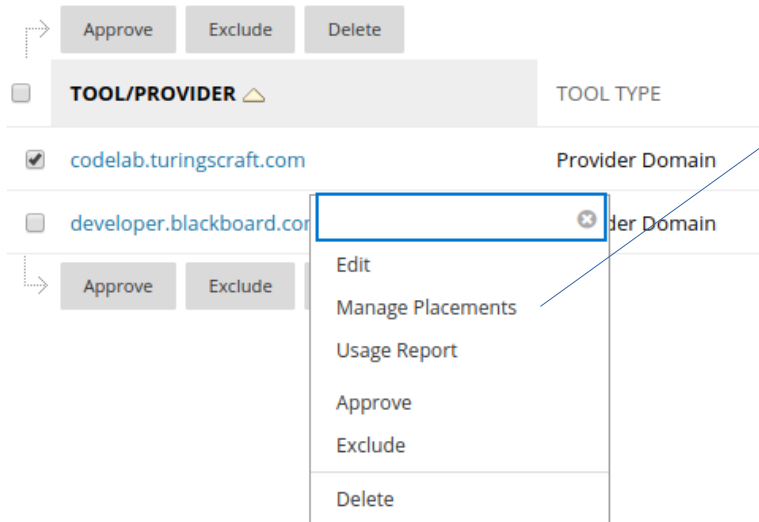 Approve Exclude Delete
TOOL/PROVIDER TOOL TYPE
codelab.turingscraft.com Provider Domain
developer.blackboard.co der Domain
Edit
Approve Exclude
Manage Placements
Usage Report
Approve
Exclude
Delete